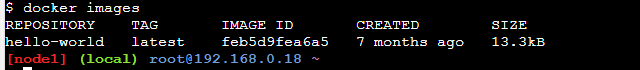 $ docker images
REPOSITORY    TAG       IMAGE ID       CREATED        SIZE
hello-world   latest    feb5d9fea6a5   7 months ago   13.3kB
[node1] (local) root@192.168.0.18 ~